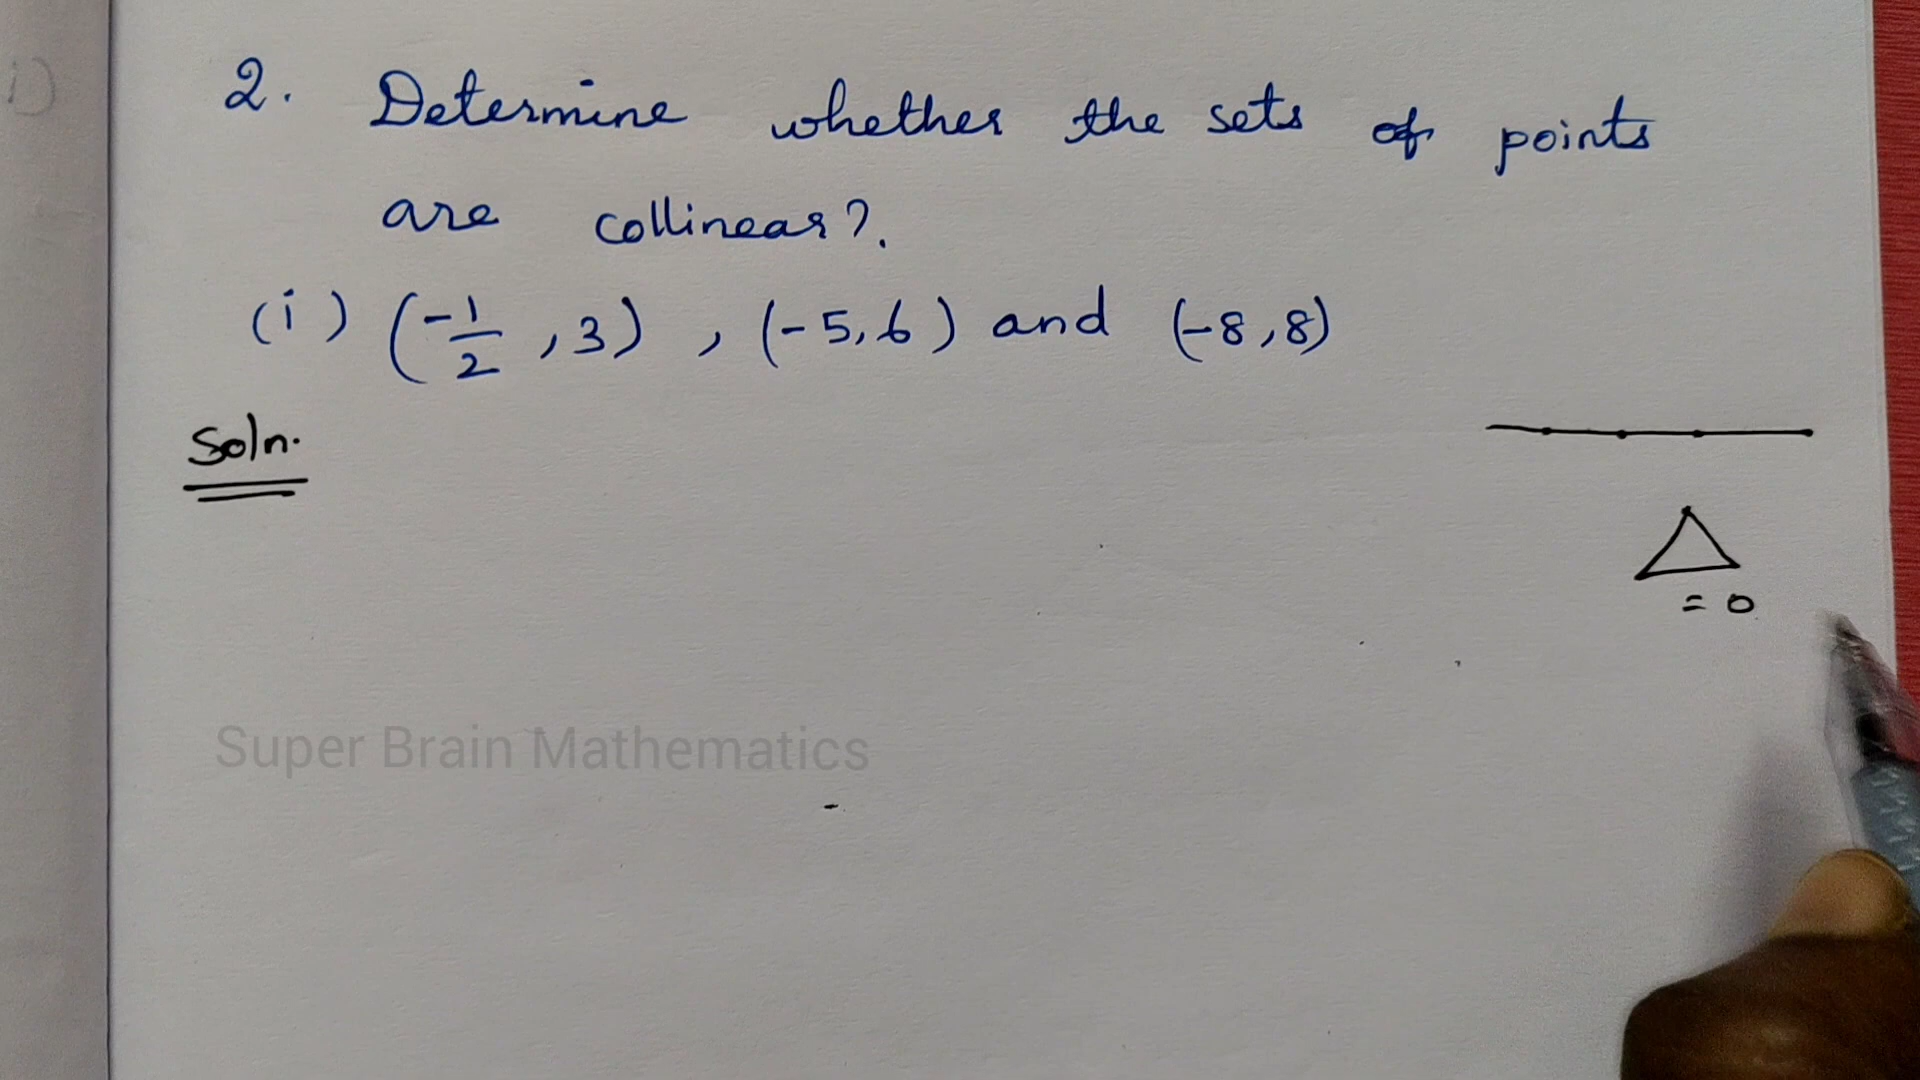 i)
2. Determine whether the sets of points
are collinear?.
(i) (-1/2, 3), (-5, 6) and (-8, 8)
Soln.
= 0
Super Brain Mathematics